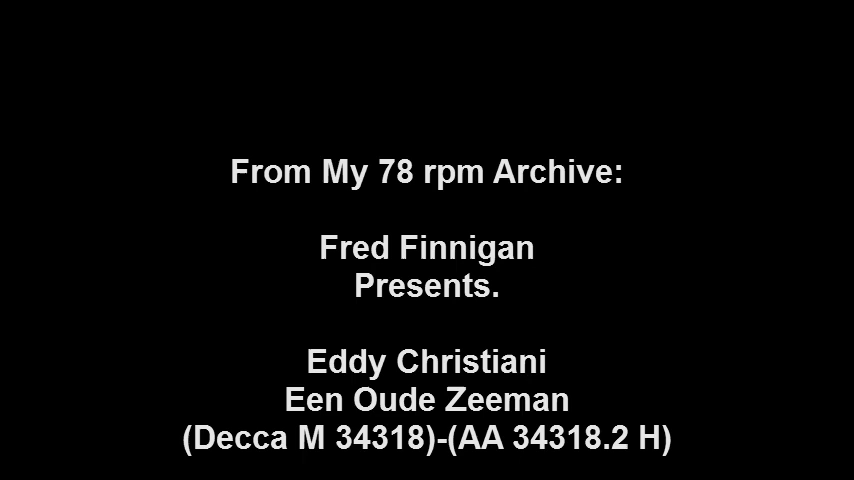 From My 78 rpm Archive:
Fred Finnigan
Presents.
Eddy Christiani
Een Oude Zeeman
(Decca M 34318)-(AA 34318.2 H)